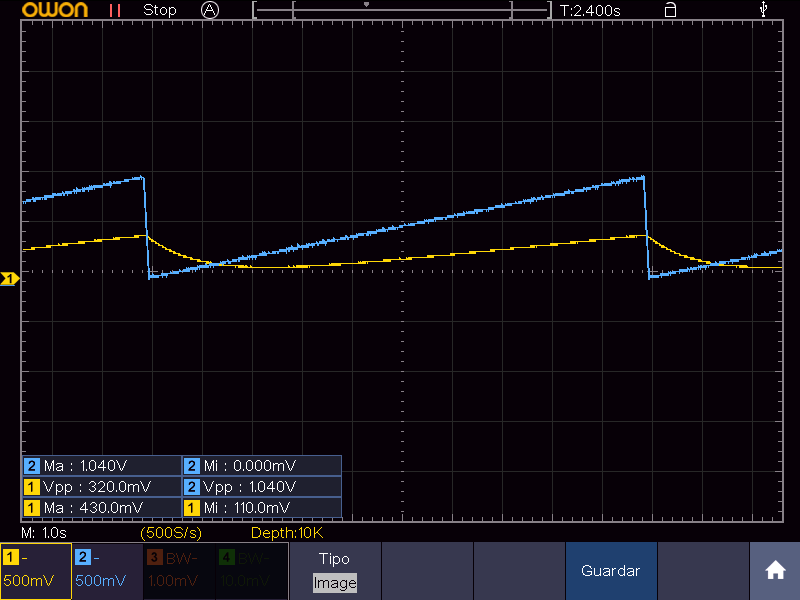 OWON Stop A T:2.400s
1
2 Ma : 1.040V 2 Mi : 0.000mV
1 Vpp : 320.0mV 2 Vpp : 1.040V
1 Ma : 430.0mV 1 Mi : 110.0mV
M: 1.0s (500S/s) Depth:10K
1 - 2 - 3 BW- 4 BW- Tipo
500mV 500mV 1.00mV 10.0mV Image
Guardar